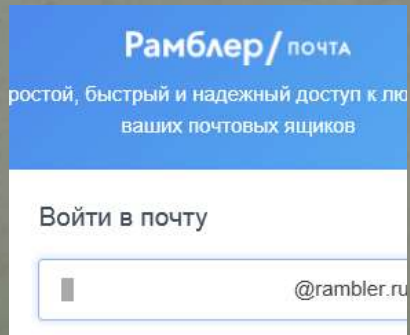 Рамблер/ почта
ростой, быстрый и надежный доступ к лю
ваших почтовых ящиков
Войти в почту
@rambler.ru